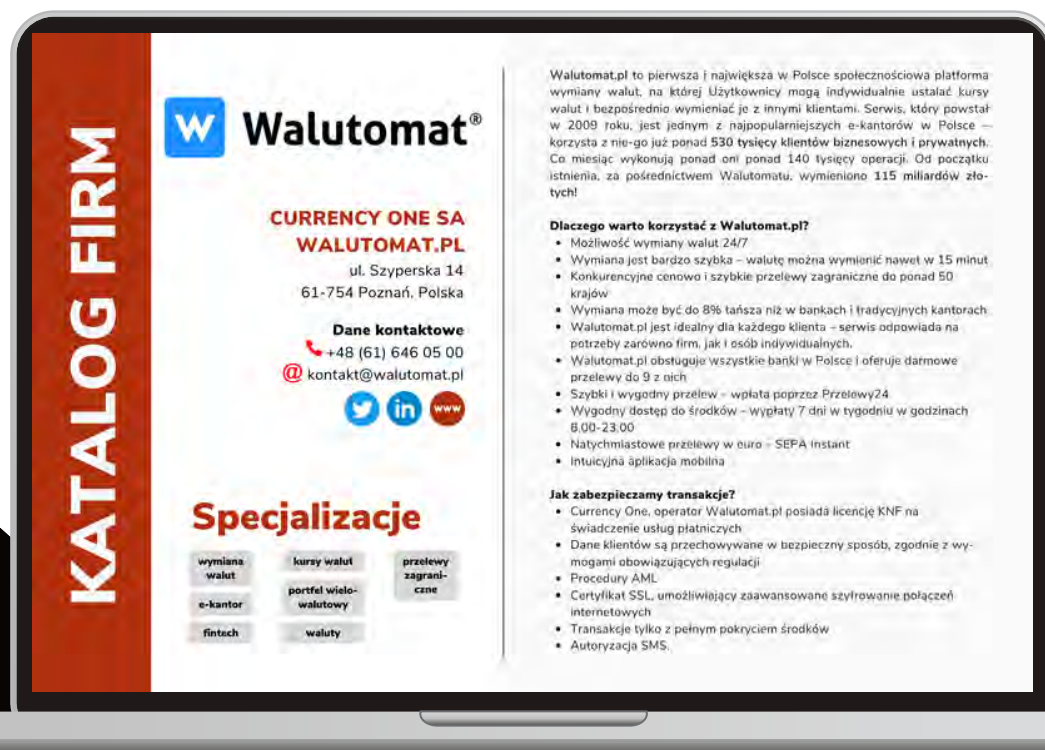 KATALOG FIRM
W Walutomat®
CURRENCY ONE SA
WALUTOMAT.PL
ul. Szyperska 14
61-754 Poznań, Polska
Dane kontaktowe
+48 (61) 646 05 00
@ kontakt@walutomat.pl
in www
Specjalizacje
wymiana
walut
e-kantor
fintech
kursy walut
portfel wielo-
walutowy
waluty
przelewy
zagrani-
czne
Walutomat.pl to pierwsza i największa w Polsce społecznościowa platforma
wymiany walut, na której Użytkownicy mogą indywidualnie ustalać kursy
walut i bezpośrednio wymieniać je z innymi klientami. Serwis, który powstał
w 2009 roku, jest jednym z najpopularniejszych e-kantorów w Polsce —
korzysta z nie-go już ponad 530 tysięcy klientów biznesowych i prywatnych.
Co miesiąc wykonują ponad oni ponad 140 tysięcy operacji. Od początku
istnienia, za pośrednictwem Walutomatu, wymieniono 115 miliardów zło-
tych!
Dlaczego warto korzystać z Walutomat.pl?
• Możliwość wymiany walut 24/7
• Wymiana jest bardzo szybka – walutę można wymienić nawet w 15 minut
• Konkurencyjne cenowo i szybkie przelewy zagraniczne do ponad 50
krajów
• Wymiana może być do 8% tańsza niż w bankach i tradycyjnych kantorach
• Walutomat.pl jest idealny dla każdego klienta – serwis odpowiada na
potrzeby zarówno firm, jak i osób indywidualnych.
• Walutomat.pl obsługuje wszystkie banki w Polsce i oferuje darmowe
przelewy do 9 z nich
• Szybki i wygodny przelew – wpłata poprzez Przelewy24
• Wygodny dostęp do środków – wypłaty 7 dni w tygodniu w godzinach
8.00-23.00
• Natychmiastowe przelewy w euro – SEPA Instant
• Intuicyjna aplikacja mobilna
Jak zabezpieczamy transakcje?
• Currency One, operator Walutomat.pl posiada licencję KNF na
świadczenie usług płatniczych
• Dane klientów są przechowywane w bezpieczny sposób, zgodnie z wy-
mogami obowiązujących regulacji
• Procedury AML
• Certyfikat SSL, umożliwiający zaawansowane szyfrowanie połączeń
internetowych
• Transakcje tylko z pełnym pokryciem środków
• Autoryzacja SMS.